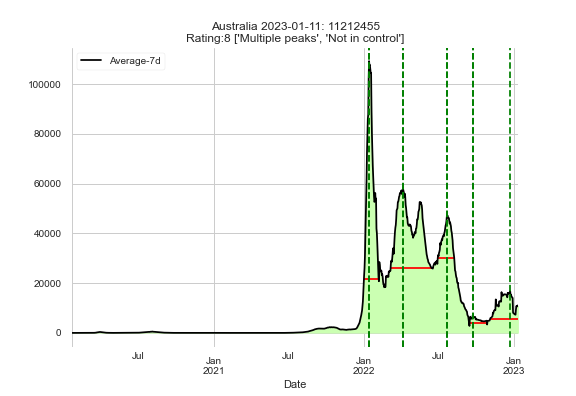 Australia 2023-01-11: 11212455
Rating:8 ['Multiple peaks', 'Not in control']
Average-7d
100000
80000
60000
40000
20000
0
Jul
Jan
2021
Jul
Jan
2022
Jul
Jan
2023
Date